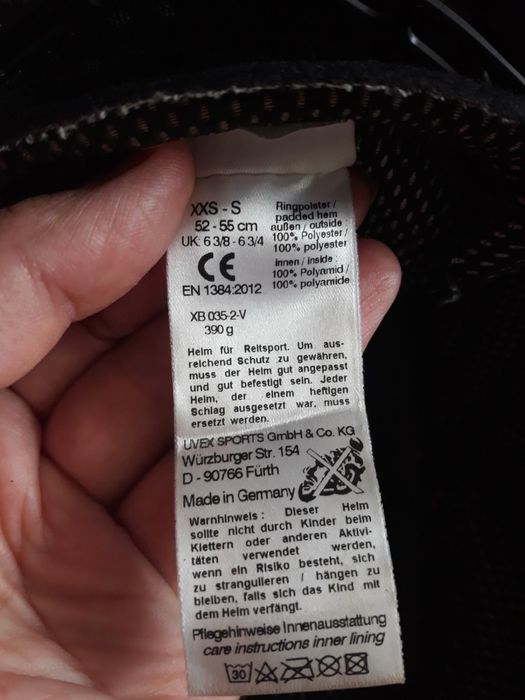 XXS - S
52 - 55 cm
UK: 6 3/8 - 6 3/4
CE
EN 1384:2012
XB 035-2-V
390 g
Ringpolster /
padded hem
außen / outside :
100% Polyester /
100% polyester
innen / inside :
100% Polyamid /
100% polyamide
Helm für Reitsport. Um aus-
reichend Schutz zu gewähren,
muss der Helm gut angepasst
und gut befestigt sein. Jeder
Helm, der einem heftigen
Schlag ausgesetzt war, muss
ersetzt werden.
UVEX SPORTS GmbH & Co. KG
Würzburger Str. 154
D - 90766 Fürth
Made in Germany
Warnhinweis : Dieser Helm
sollte nicht durch Kinder beim
Klettern oder anderen Aktivi-
täten verwendet werden,
wenn ein Risiko besteht, sich
zu strangulieren / hängen zu
bleiben, falls sich das Kind mit
dem Helm verfängt.
Pflegehinweise Innenausstattung
care instructions inner lining
30